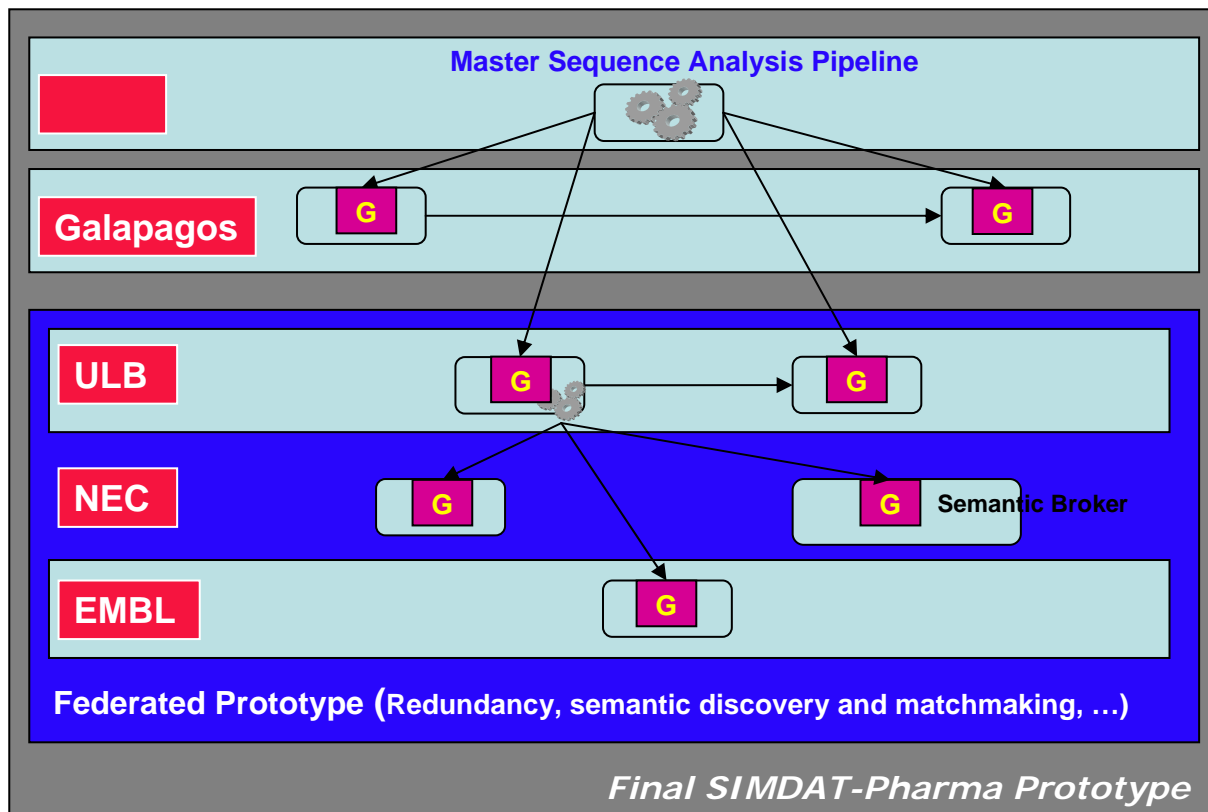 Master Sequence Analysis Pipeline
Galapagos
G
G
ULB
G
G
NEC
G
G
Semantic Broker
EMBL
G
Federated Prototype (Redundancy, semantic discovery and matchmaking, …)
Final SIMDAT-Pharma Prototype